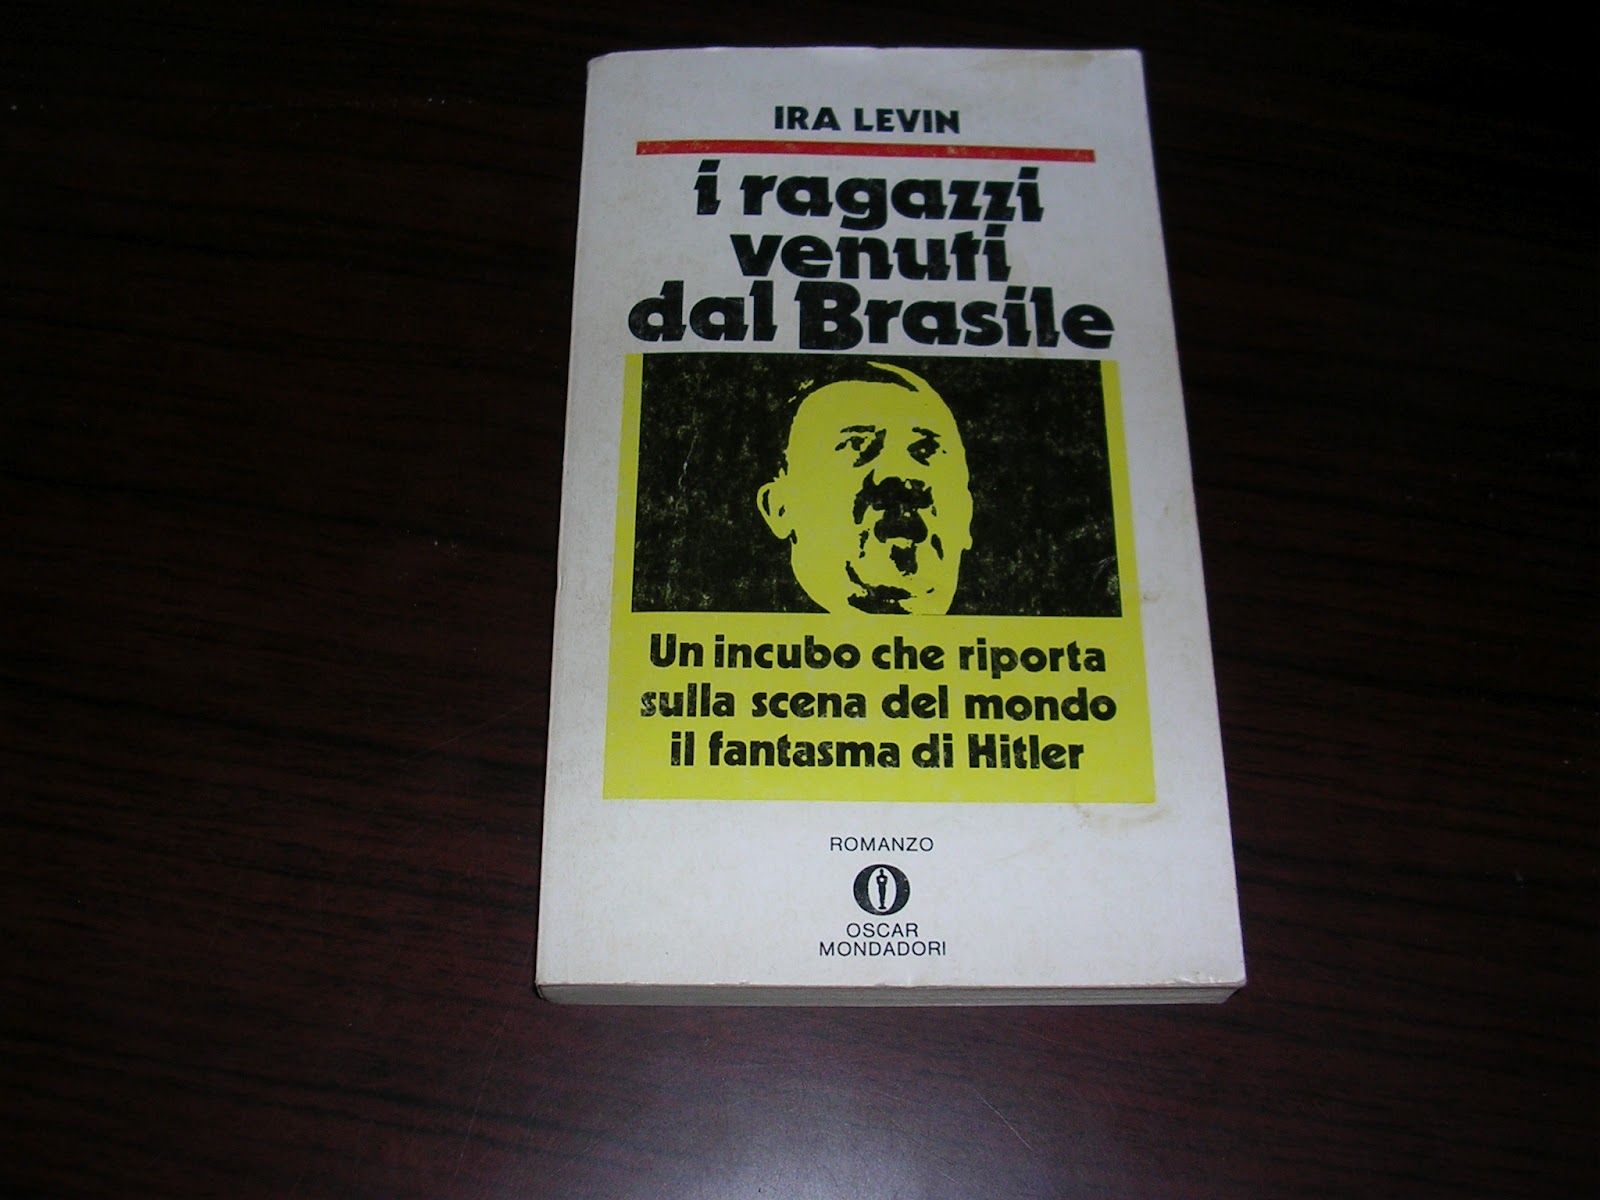 IRA LEVIN
i ragazzi
venuti
dal Brasile
Un incubo che riporta
sulla scena del mondo
il fantasma di Hitler
ROMANZO
OSCAR
MONDADORI